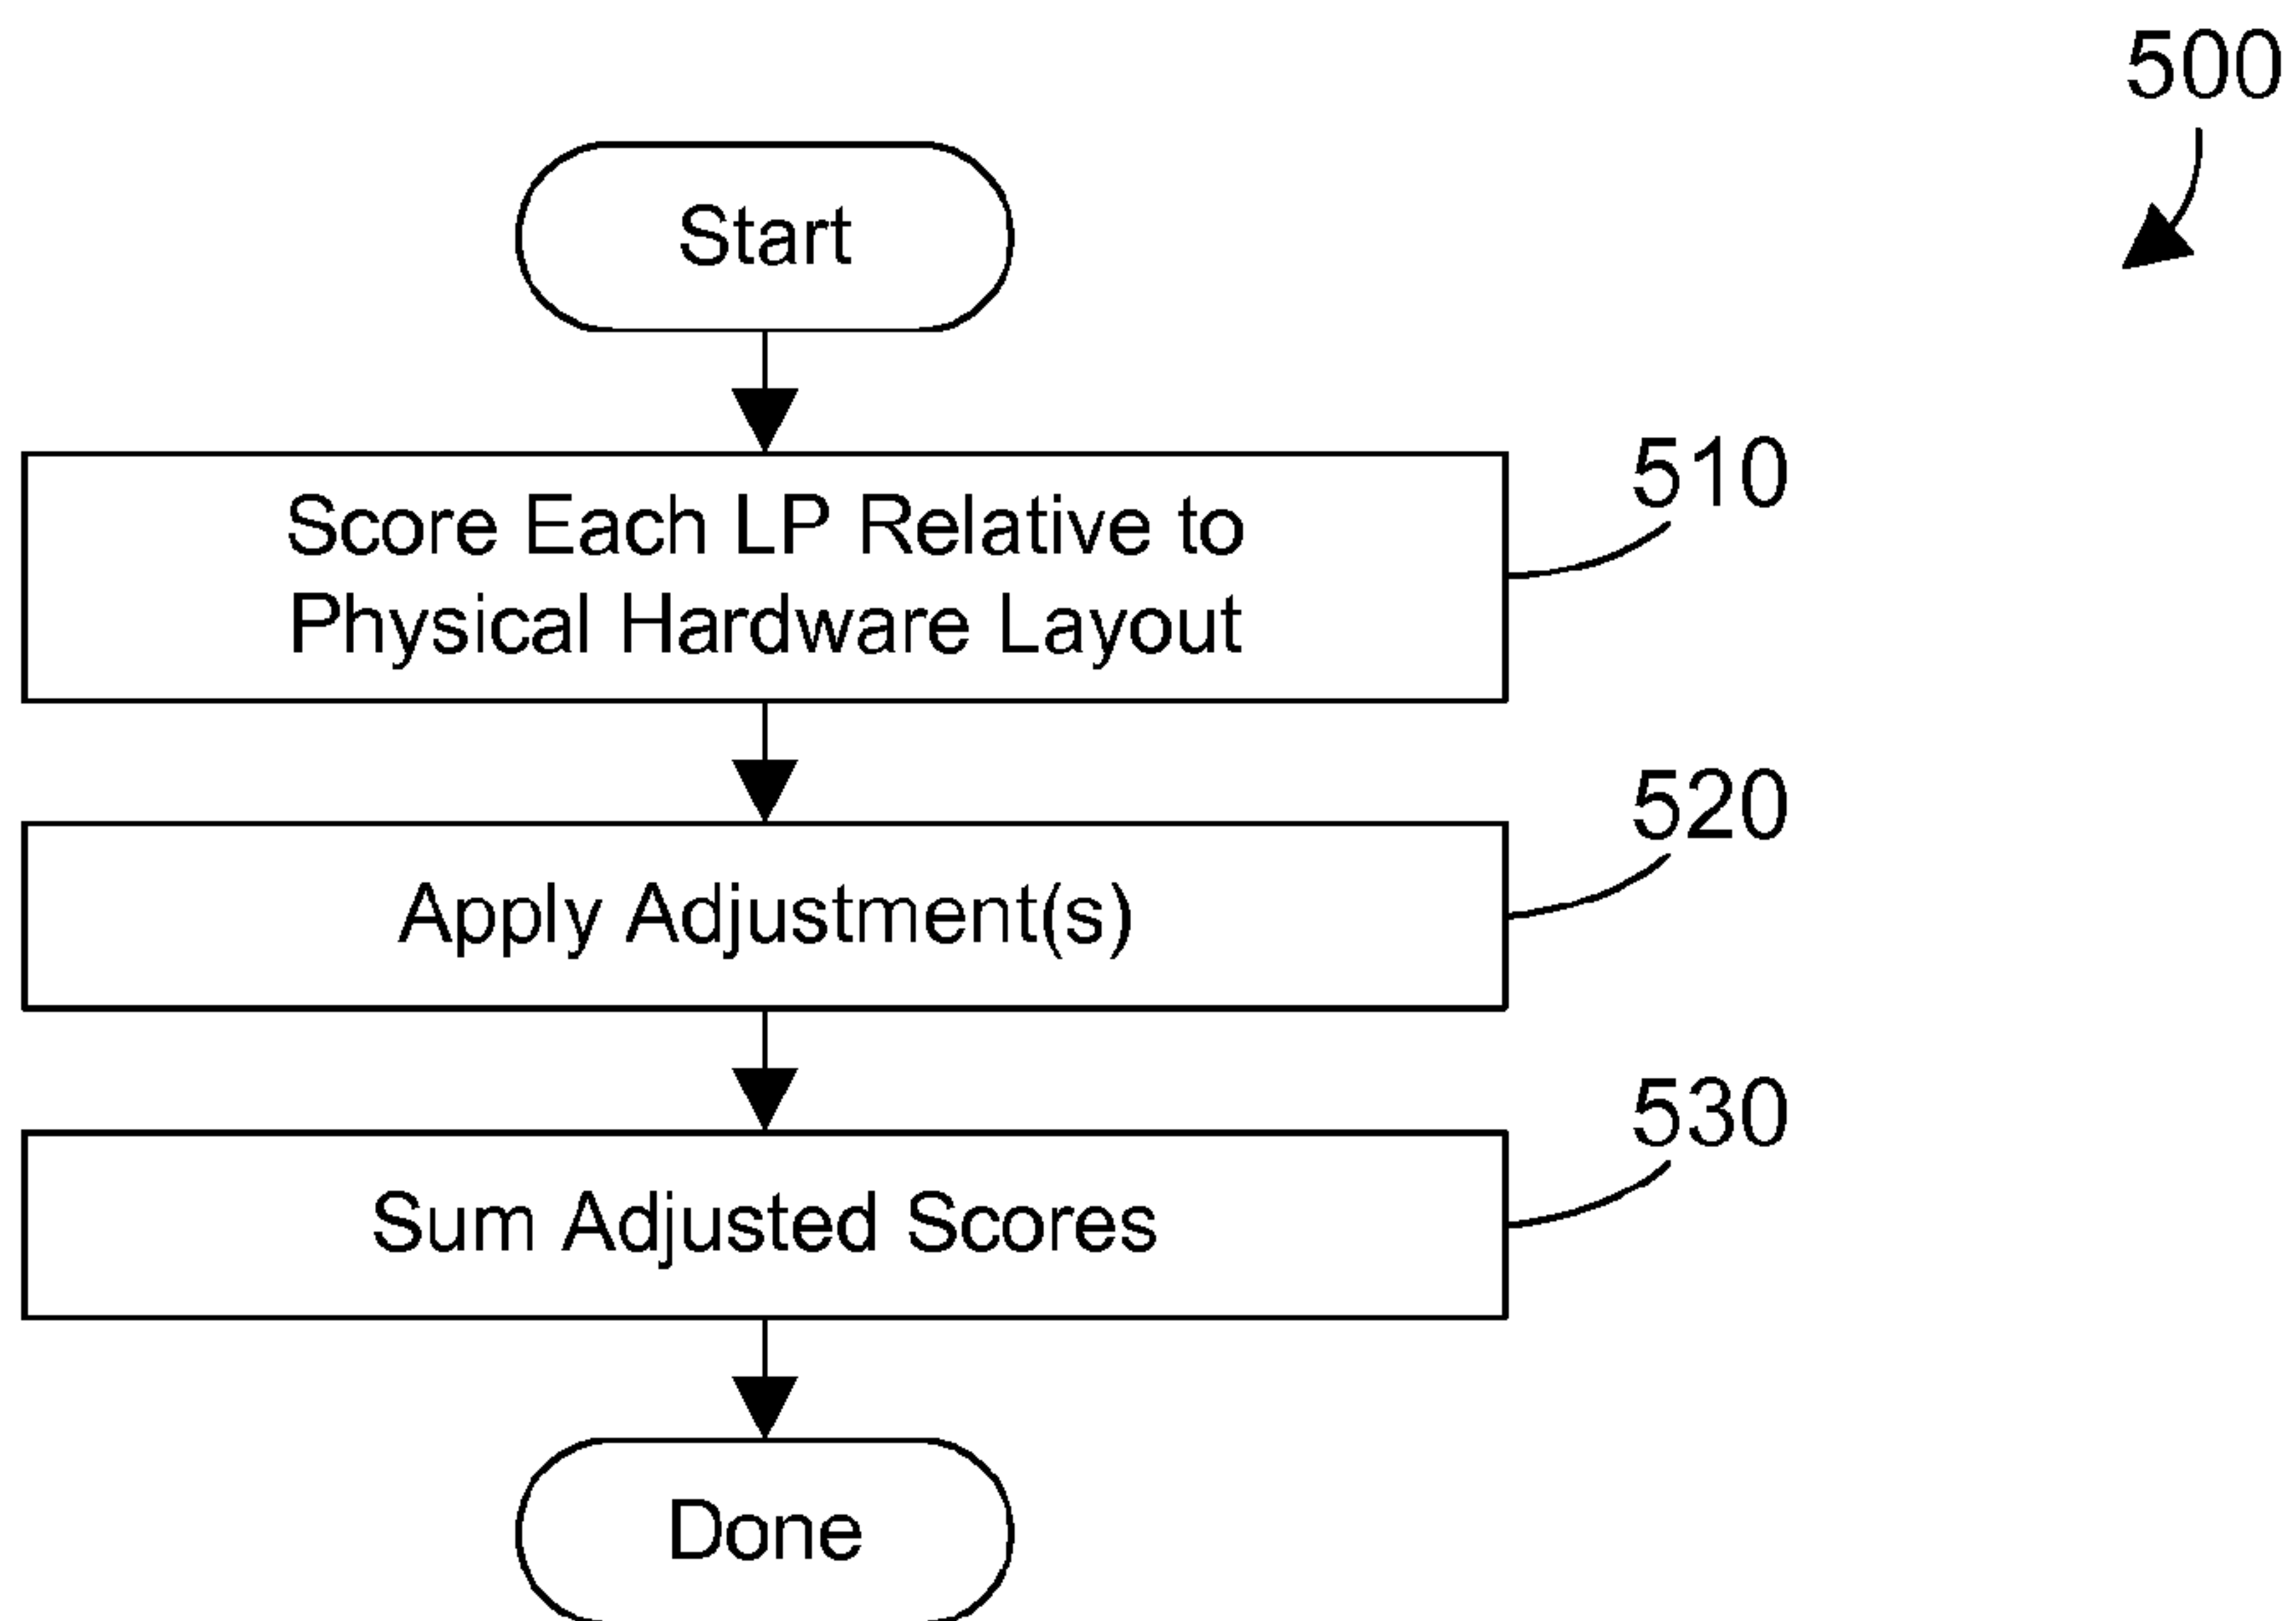 500
Start
510
Score Each LP Relative to
Physical Hardware Layout
520
Apply Adjustment(s)
530
Sum Adjusted Scores
Done